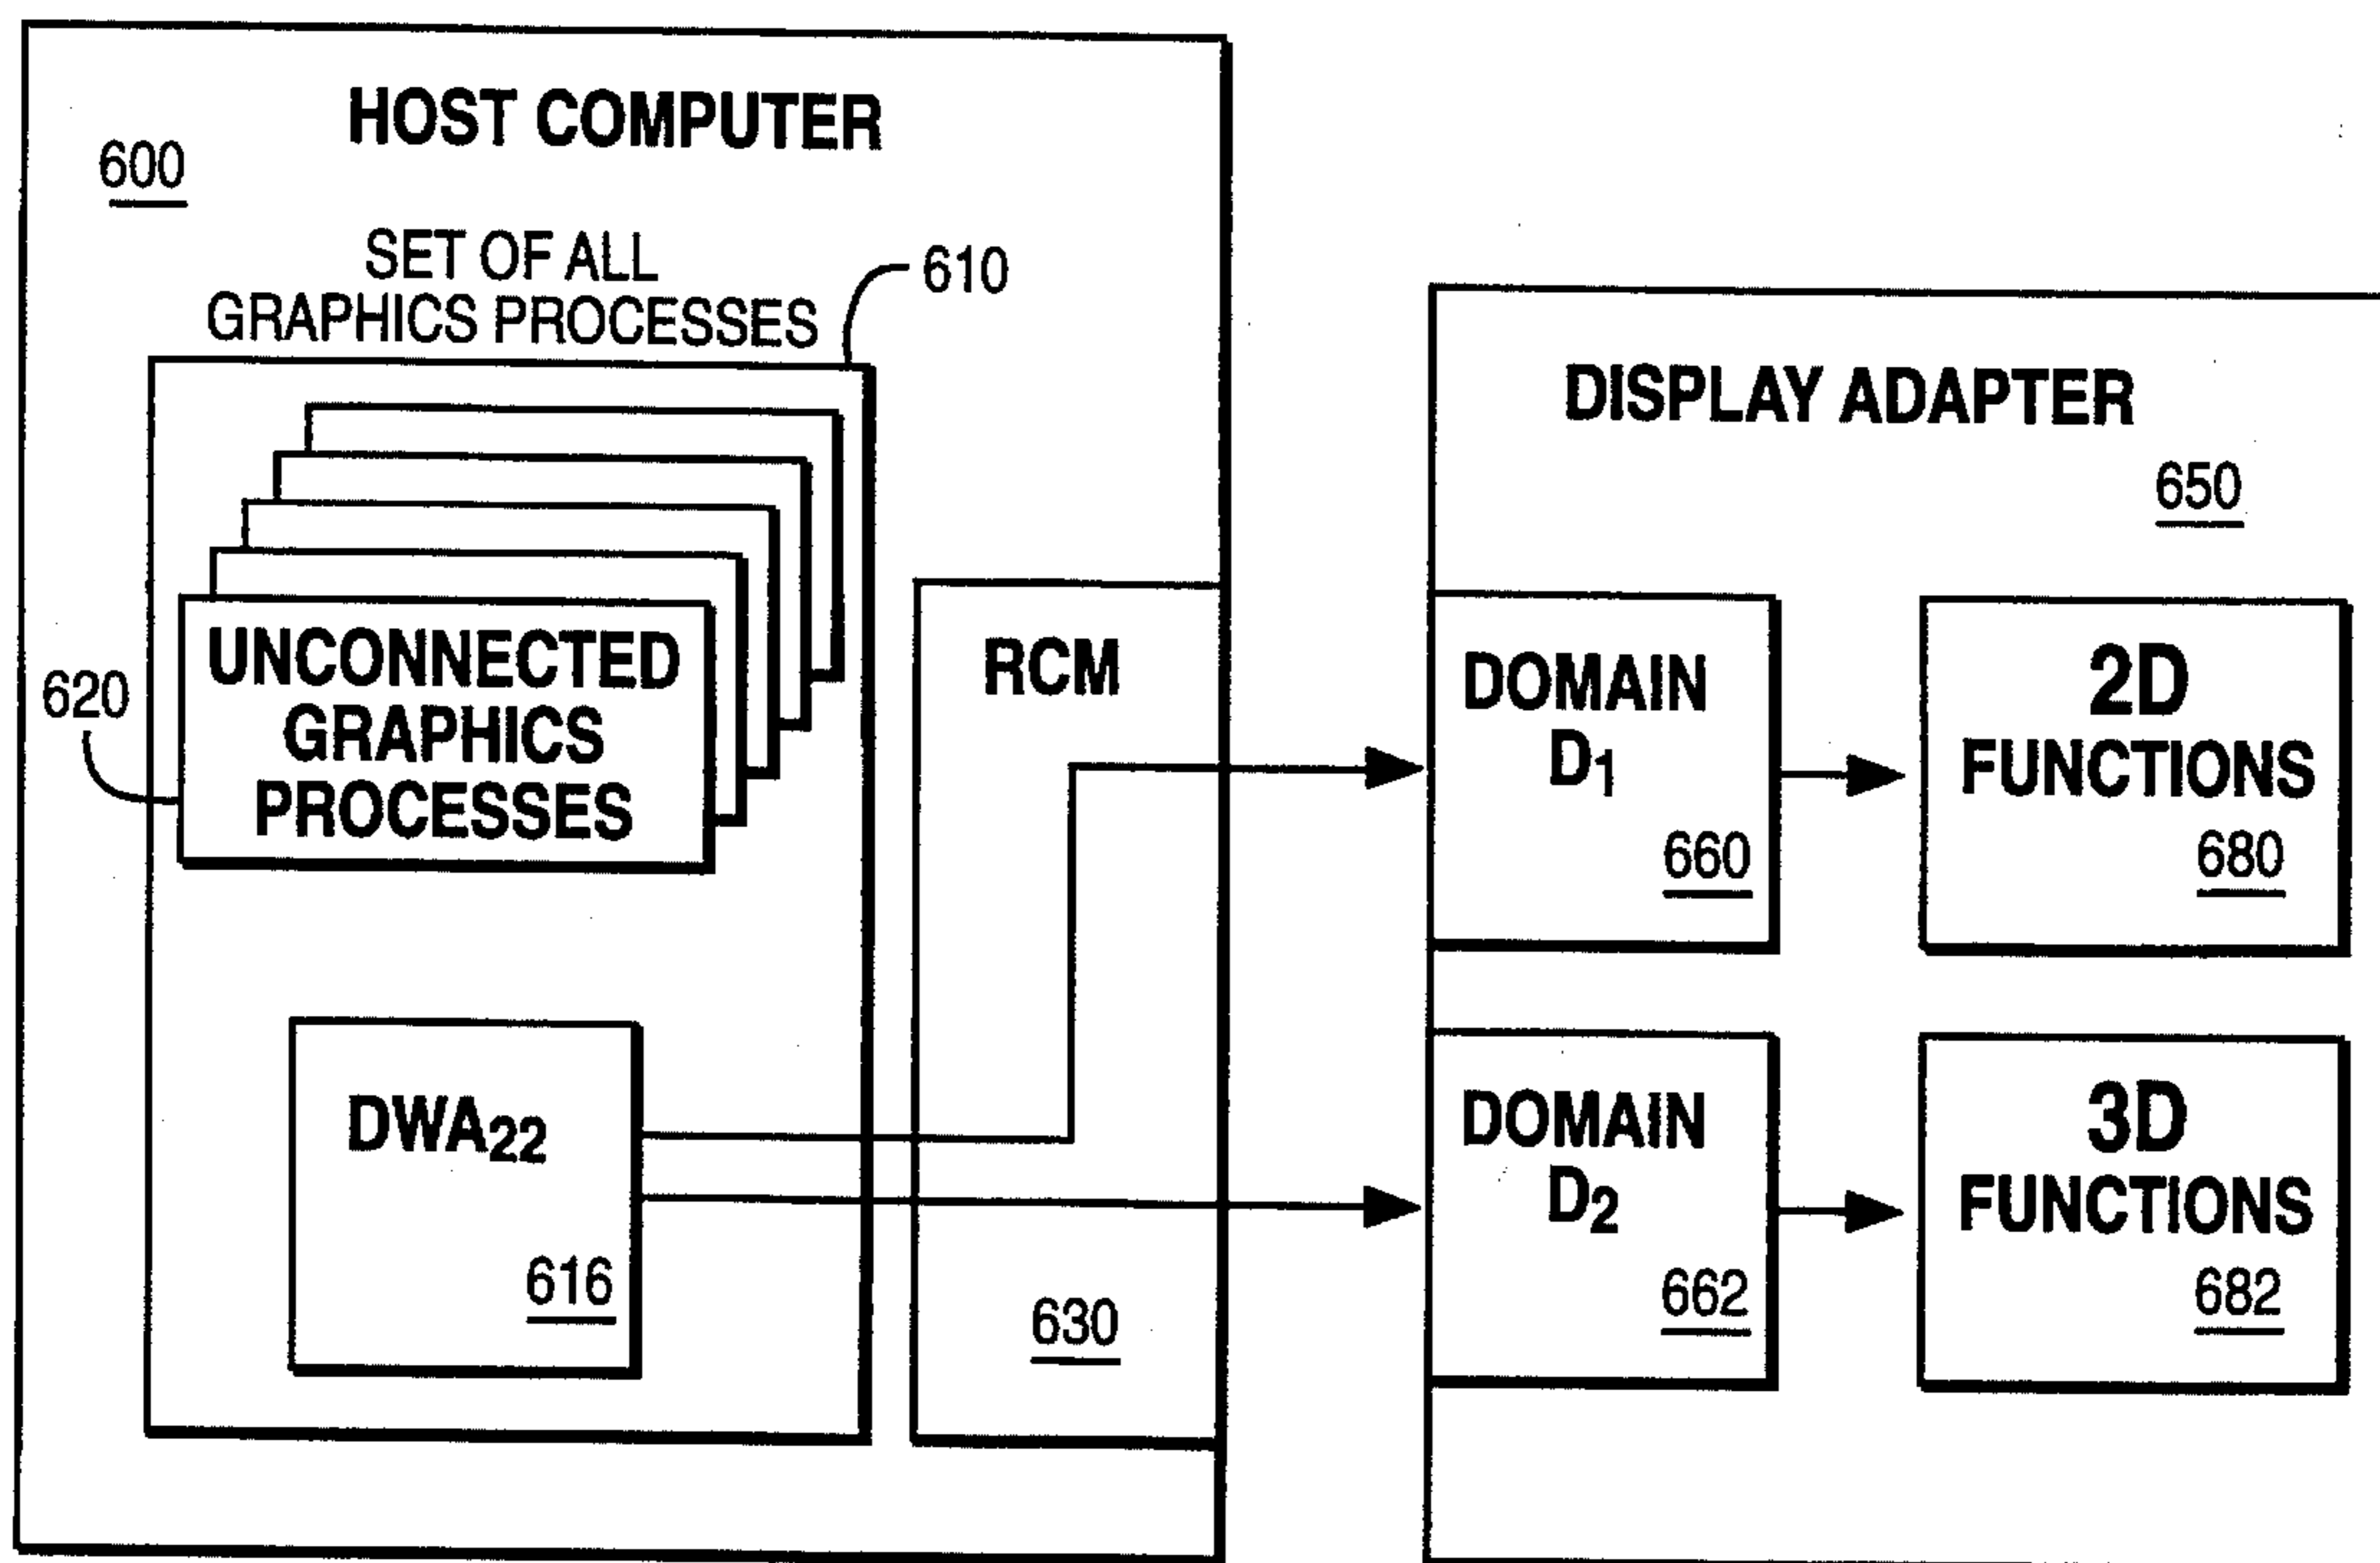 HOST COMPUTER
600
SET OF ALL
GRAPHICS PROCESSES
610
UNCONNECTED
GRAPHICS
PROCESSES
620
DWA22
616
RCM
630
DISPLAY ADAPTER
650
DOMAIN
D1
660
2D
FUNCTIONS
680
DOMAIN
D2
662
3D
FUNCTIONS
682